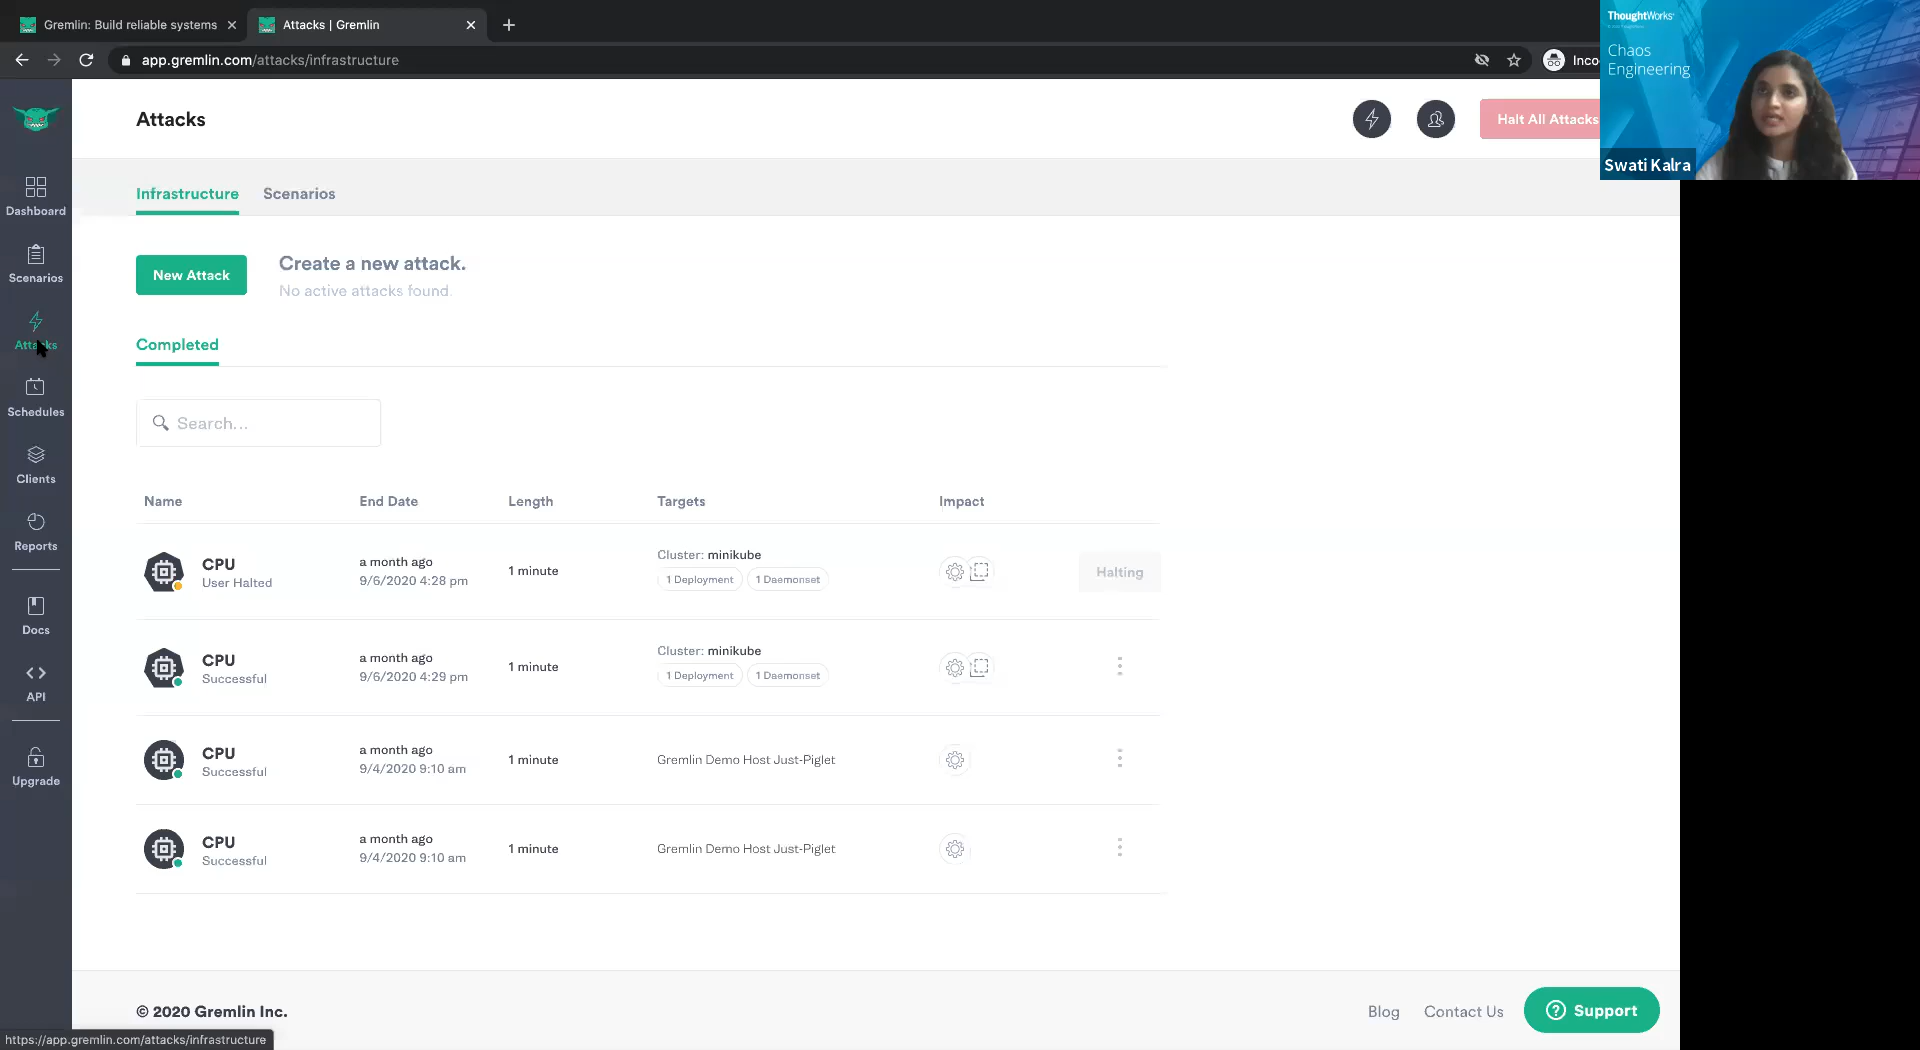 Gremlin: Build reliable systems
Attacks | Gremlin
app.gremlin.com/attacks/infrastructure
ThoughtWorks
Chaos
Engineering
Swati Kalra
Attacks
Halt All Attacks
Dashboard
Scenarios
Attacks
Schedules
Clients
Reports
Docs
API
Upgrade
Infrastructure Scenarios
New Attack
Create a new attack.
No active attacks found.
Completed
Search...
Name End Date Length Targets Impact
CPU
User Halted
a month ago
9/6/2020 4:28 pm
1 minute
Cluster: minikube
1 Deployment 1 Daemonset
Halting
CPU
Successful
a month ago
9/6/2020 4:29 pm
1 minute
Cluster: minikube
1 Deployment 1 Daemonset
CPU
Successful
a month ago
9/4/2020 9:10 am
1 minute
Gremlin Demo Host Just-Piglet
CPU
Successful
a month ago
9/4/2020 9:10 am
1 minute
Gremlin Demo Host Just-Piglet
© 2020 Gremlin Inc.
Blog Contact Us
Support
https://app.gremlin.com/attacks/infrastructure